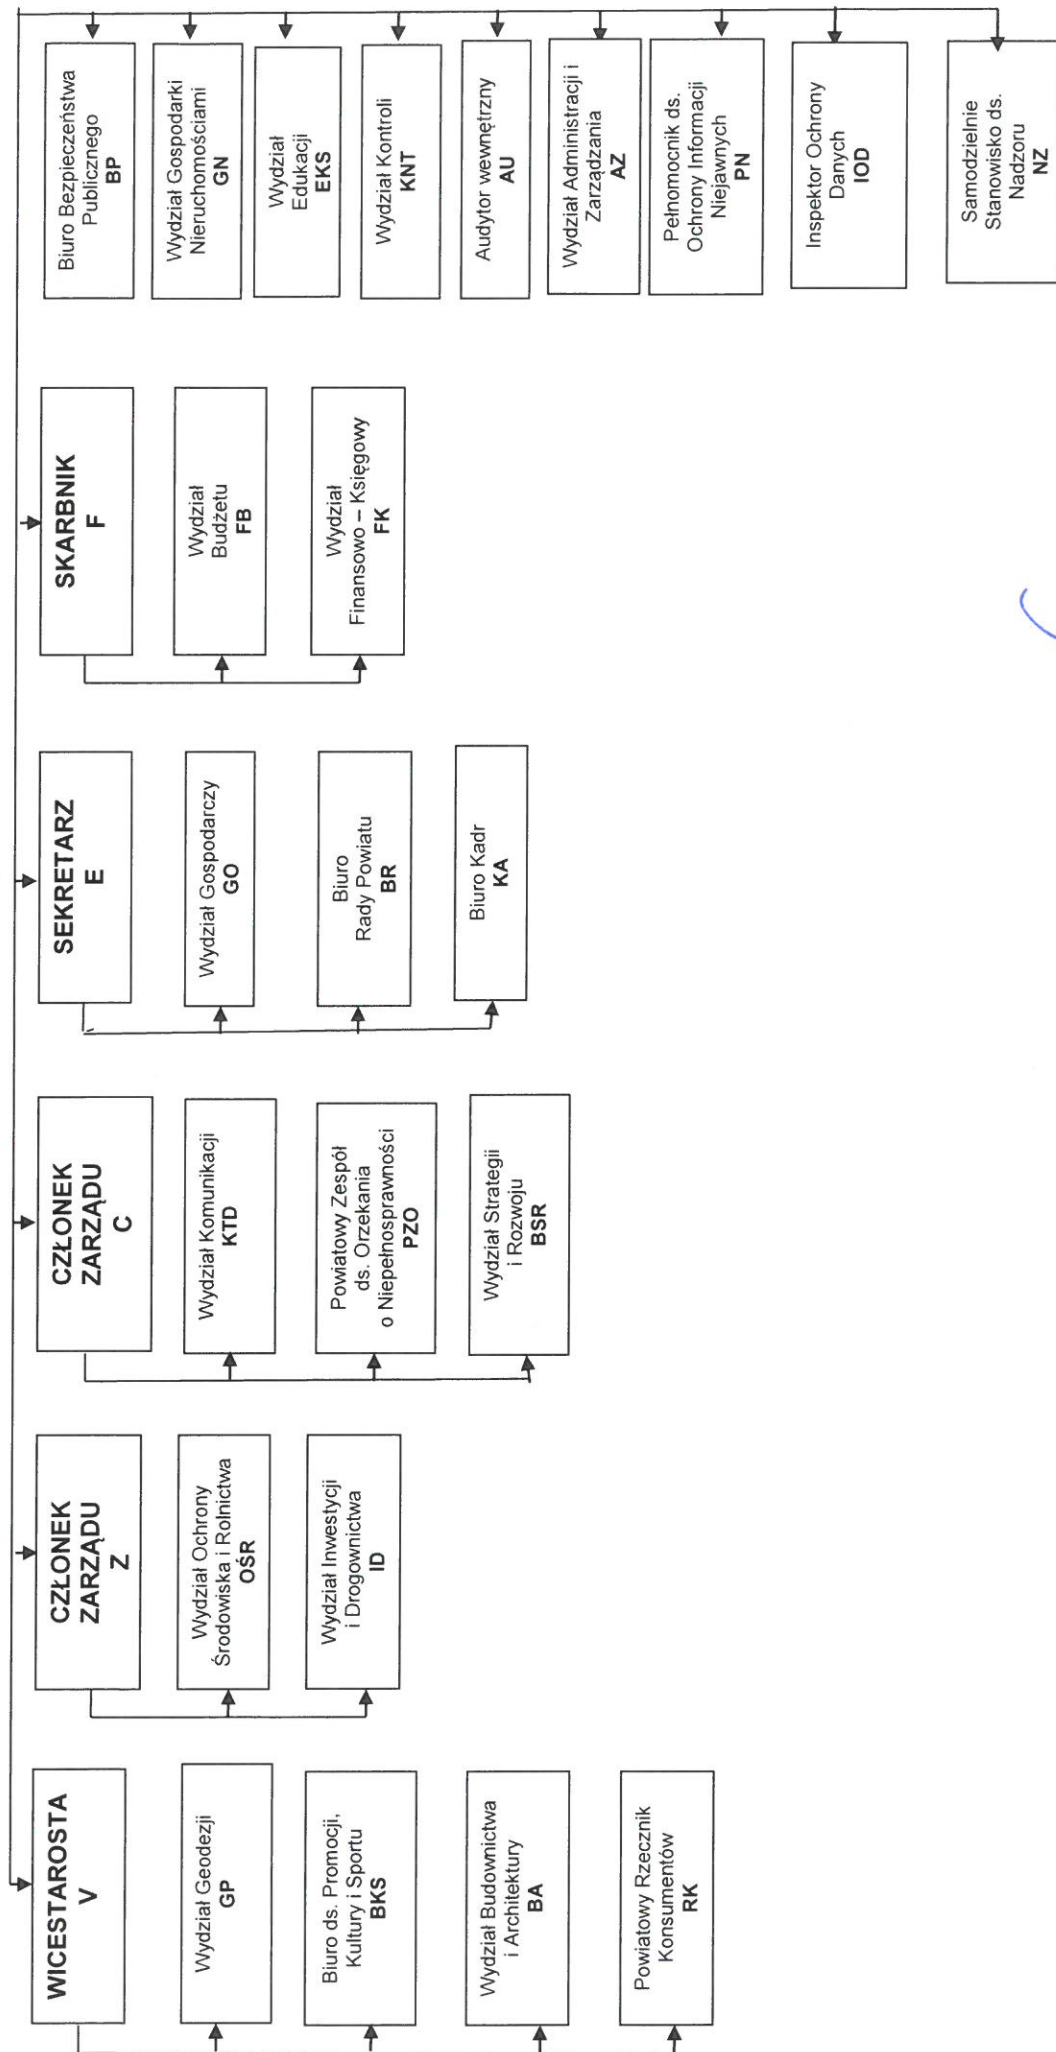 WICESTAROSTA
V
Wydział Geodezji
GP
Biuro ds. Promocji,
Kultury i Sportu
BKS
Wydział Budownictwa
i Architektury
BA
Powiatowy Rzecznik
Konsumentów
RK
CZŁONEK
ZARZĄDU
Z
Wydział Ochrony
Środowiska i Rolnictwa
OŚR
Wydział Inwestycji
i Drogownictwa
ID
CZŁONEK
ZARZĄDU
C
Wydział Komunikacji
KTD
Powiatowy Zespół
ds. Orzekania
o Niepełnosprawności
PZO
Wydział Strategii
i Rozwoju
BSR
SEKRETARZ
E
Wydział Gospodarczy
GO
Biuro
Rady Powiatu
BR
Biuro Kadr
KA
SKARBNIK
F
Wydział
Budżetu
FB
Wydział
Finansowo – Księgowy
FK
Biuro Bezpieczeństwa
Publicznego
BP
Wydział Gospodarki
Nieruchomościami
GN
Wydział
Edukacji
EKS
Wydział Kontroli
KNT
Audytor wewnętrzny
AU
Wydział Administracji i
Zarządzania
AZ
Pełnomocnik ds.
Ochrony Informacji
Niejawnych
PN
Inspektor Ochrony
Danych
IOD
Samodzielnie
Stanowisko ds.
Nadzoru
NZ